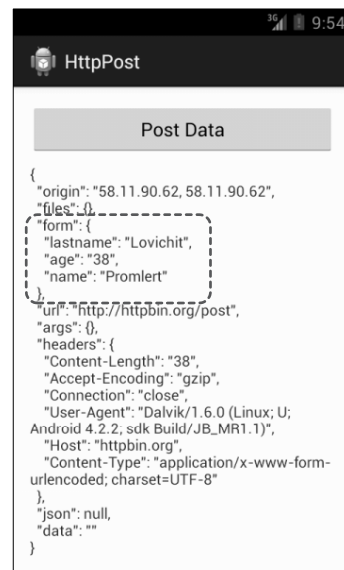 3G 9:54
HttpPost
Post Data
{
"origin": "58.11.90.62, 58.11.90.62",
"files": {},
"form": {
"lastname": "Lovichit",
"age": "38",
"name": "Promlert"
},
"url": "http://httpbin.org/post",
"args": {},
"headers": {
"Content-Length": "38",
"Accept-Encoding": "gzip",
"Connection": "close",
"User-Agent": "Dalvik/1.6.0 (Linux; U;
Android 4.2.2; sdk Build/JB_MR1.1)",
"Host": "httpbin.org",
"Content-Type": "application/x-www-form-
urlencoded; charset=UTF-8"
},
"json": null,
"data": ""
}